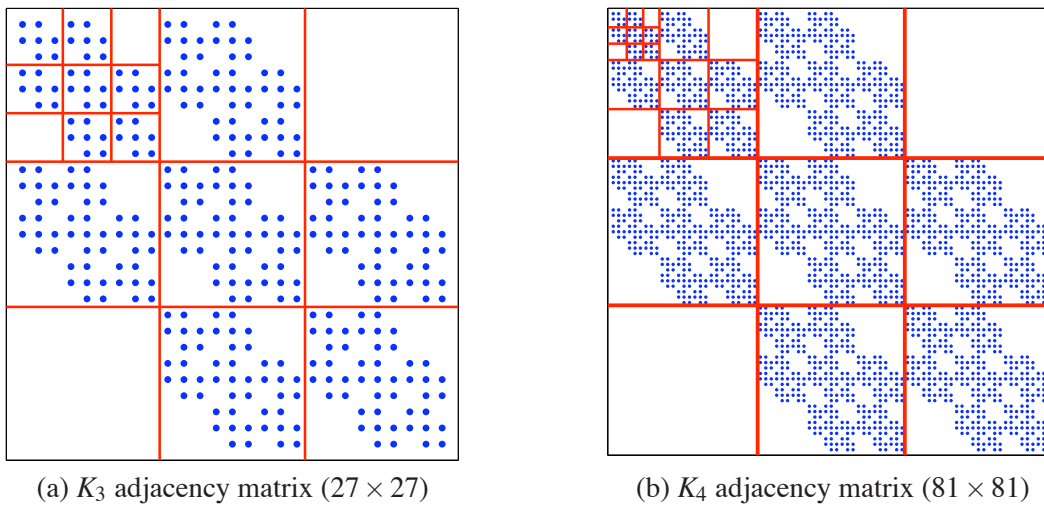 (a) K₃ adjacency matrix (27 × 27)
(b) K₄ adjacency matrix (81 × 81)